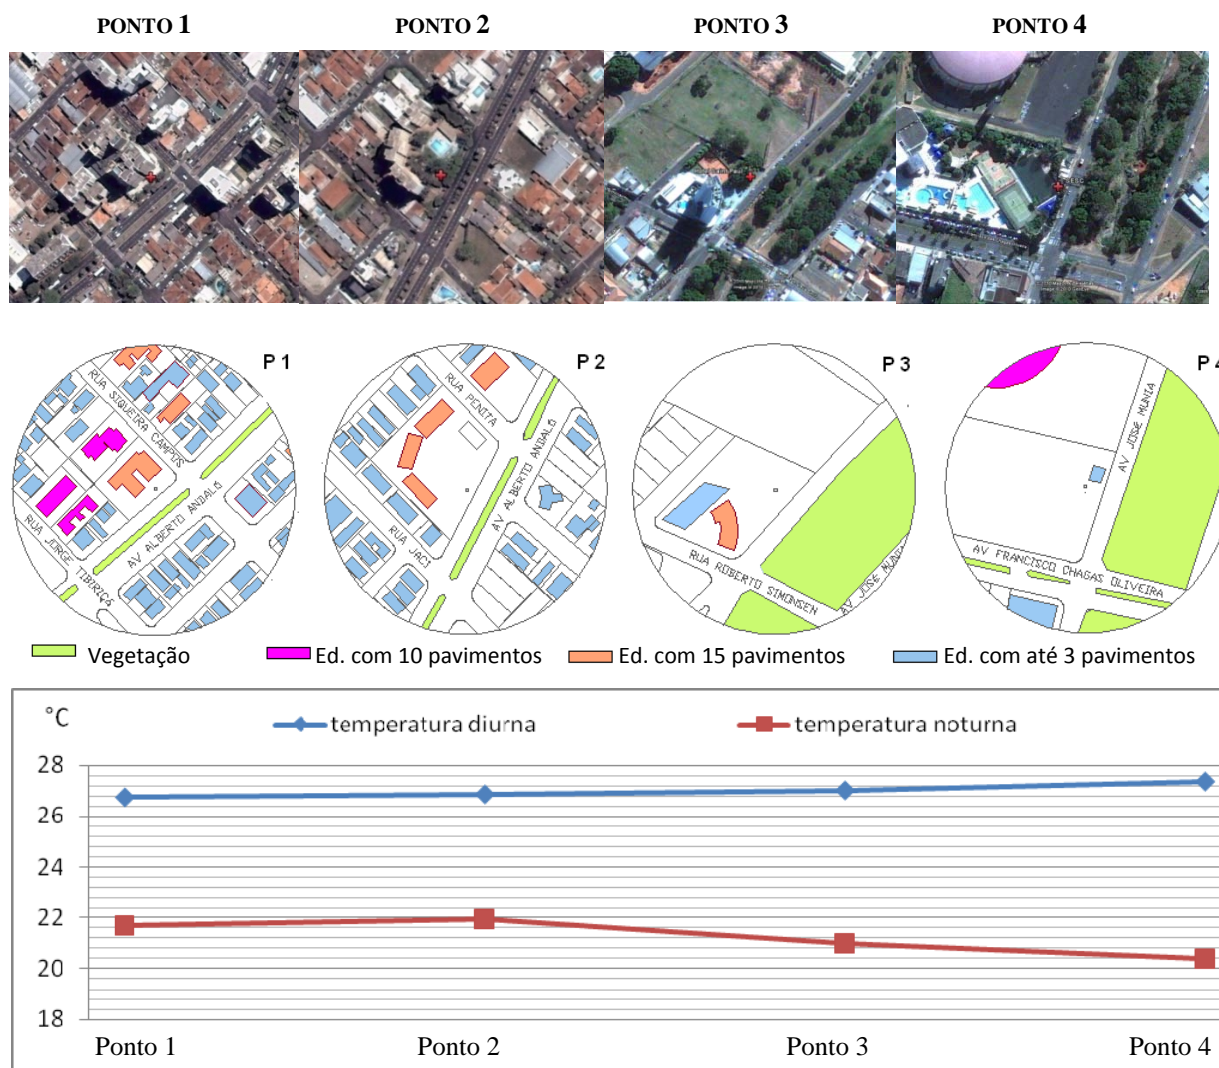 PONTO 1
PONTO 2
PONTO 3
PONTO 4
SESC
P 1
RUA SIQUEIRA CAMPOS
AV ALBERTO ANDALÓ
RUA JORGE TIBIRIÇA
P 2
RUA PENITA
AV ALBERTO ANDALÓ
RUA JACI
P 3
RUA ROBERTO SIMONSEN
AV JOSÉ MUNIA
P 4
AV JOSÉ MUNIA
AV FRANCISCO CHAGAS OLIVEIRA
Vegetação
Ed. com 10 pavimentos
Ed. com 15 pavimentos
Ed. com até 3 pavimentos
°C
temperatura diurna
temperatura noturna
28
26
24
22
20
18
Ponto 1
Ponto 2
Ponto 3
Ponto 4